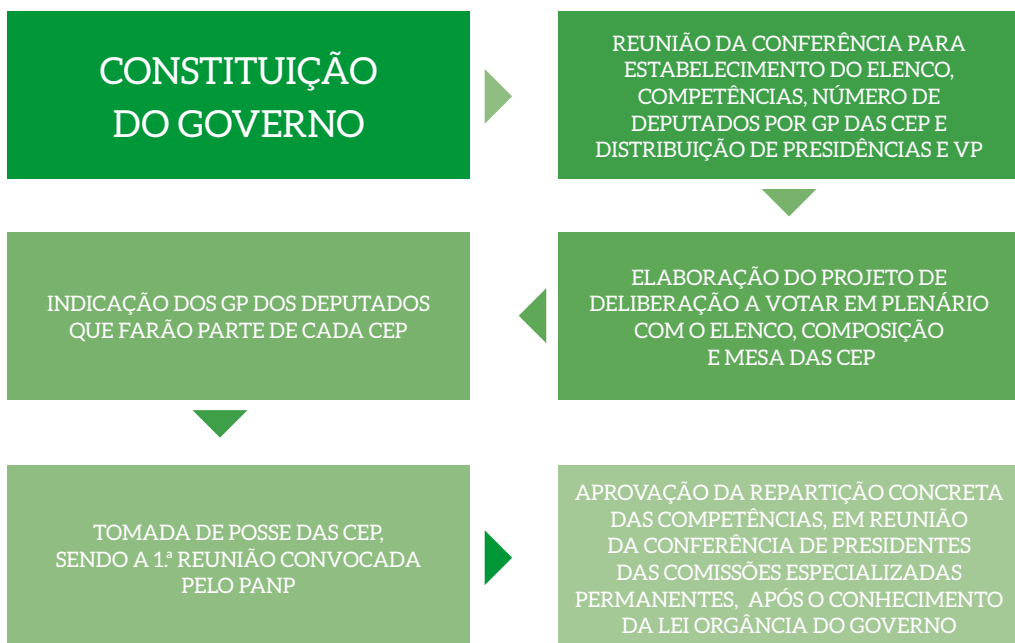 CONSTITUIÇÃO
DO GOVERNO
REUNIÃO DA CONFERÊNCIA PARA
ESTABELECIMENTO DO ELENCO,
COMPETÊNCIAS, NÚMERO DE
DEPUTADOS POR GP DAS CEP E
DISTRIBUIÇÃO DE PRESIDÊNCIAS E VP
ELABORAÇÃO DO PROJETO DE
DELIBERAÇÃO A VOTAR EM PLENÁRIO
COM O ELENCO, COMPOSIÇÃO
E MESA DAS CEP
INDICAÇÃO DOS GP DOS DEPUTADOS
QUE FARÃO PARTE DE CADA CEP
TOMADA DE POSSE DAS CEP,
SENDO A 1.ª REUNIÃO CONVOCADA
PELO PANP
APROVAÇÃO DA REPARTIÇÃO CONCRETA
DAS COMPETÊNCIAS, EM REUNIÃO
DA CONFERÊNCIA DE PRESIDENTES
DAS COMISSÕES ESPECIALIZADAS
PERMANENTES, APÓS O CONHECIMENTO
DA LEI ORGÂNCIA DO GOVERNO